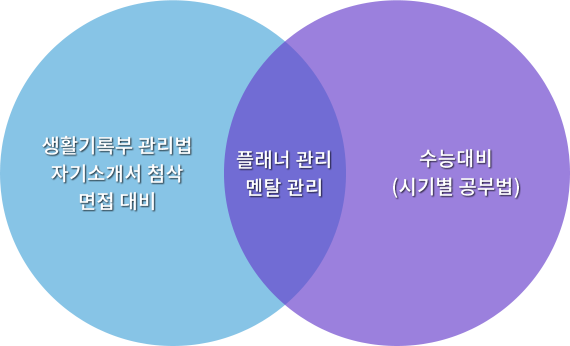 생활기록부 관리법
자기소개서 첨삭
면접 대비
플래너 관리
멘탈 관리
수능대비
(시기별 공부법)